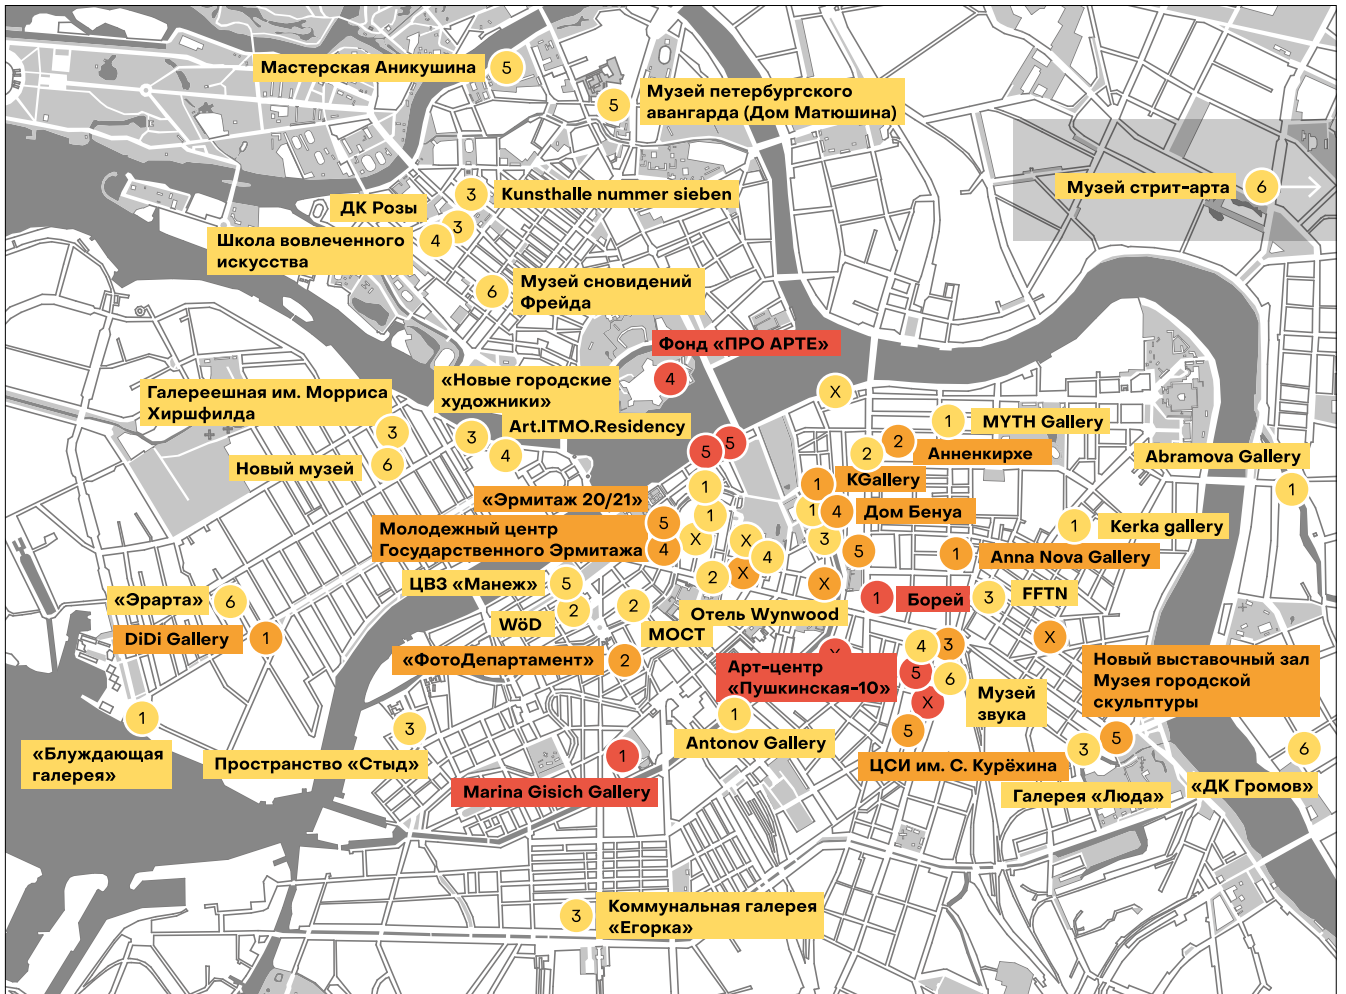 Мастерская Аникушина
5
5
Музей петербургского
авангарда (Дом Матюшина)
Музей стрит-арта
6
3
Kunsthalle nummer sieben
ДК Розы
3
Школа вовлеченного
искусства
4
6
Музей сновидений
Фрейда
Фонд «ПРО АРТЕ»
4
«Новые городские
художники»
3
Галереешная им. Морриса
Хиршфилда
3
X
1
MYTH Gallery
Art.ITMO.Residency
4
5
5
2
2
Анненкирхе
Abramova Gallery
1
Новый музей
6
1
KGallery
1
«Эрмитаж 20/21»
5
1
1
4
Дом Бенуа
1
Kerka gallery
Молодежный центр
Государственного Эрмитажа
4
X
X
4
3
5
1
Anna Nova Gallery
ЦВЗ «Манеж»
5
2
X
X
«Эрарта»
6
2
WöD
2
МОСТ
Отель Wynwood
1
Борей
3
FFTN
DiDi Gallery
1
X
«ФотоДепартамент»
2
X
Арт-центр
«Пушкинская-10»
4
3
5
6
X
Музей
звука
Новый выставочный зал
Музея городской
скульптуры
5
1
«Блуждающая
галерея»
3
Пространство «Стыд»
1
Antonov Gallery
5
ЦСИ им. С. Курёхина
3
Галерея «Люда»
6
«ДК Громов»
1
Marina Gisich Gallery
3
Коммунальная галерея
«Егорка»